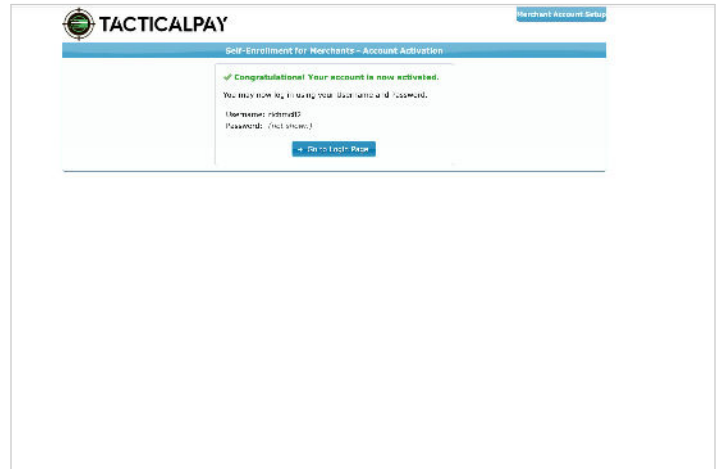 TACTICALPAY
Merchant Account Setup
Self-Enrollment for Merchants - Account Activation
Congratulations! Your account is now activated.
You may now log in using your Username and Password.
Username:
Password: (not shown)
Go to Login Page